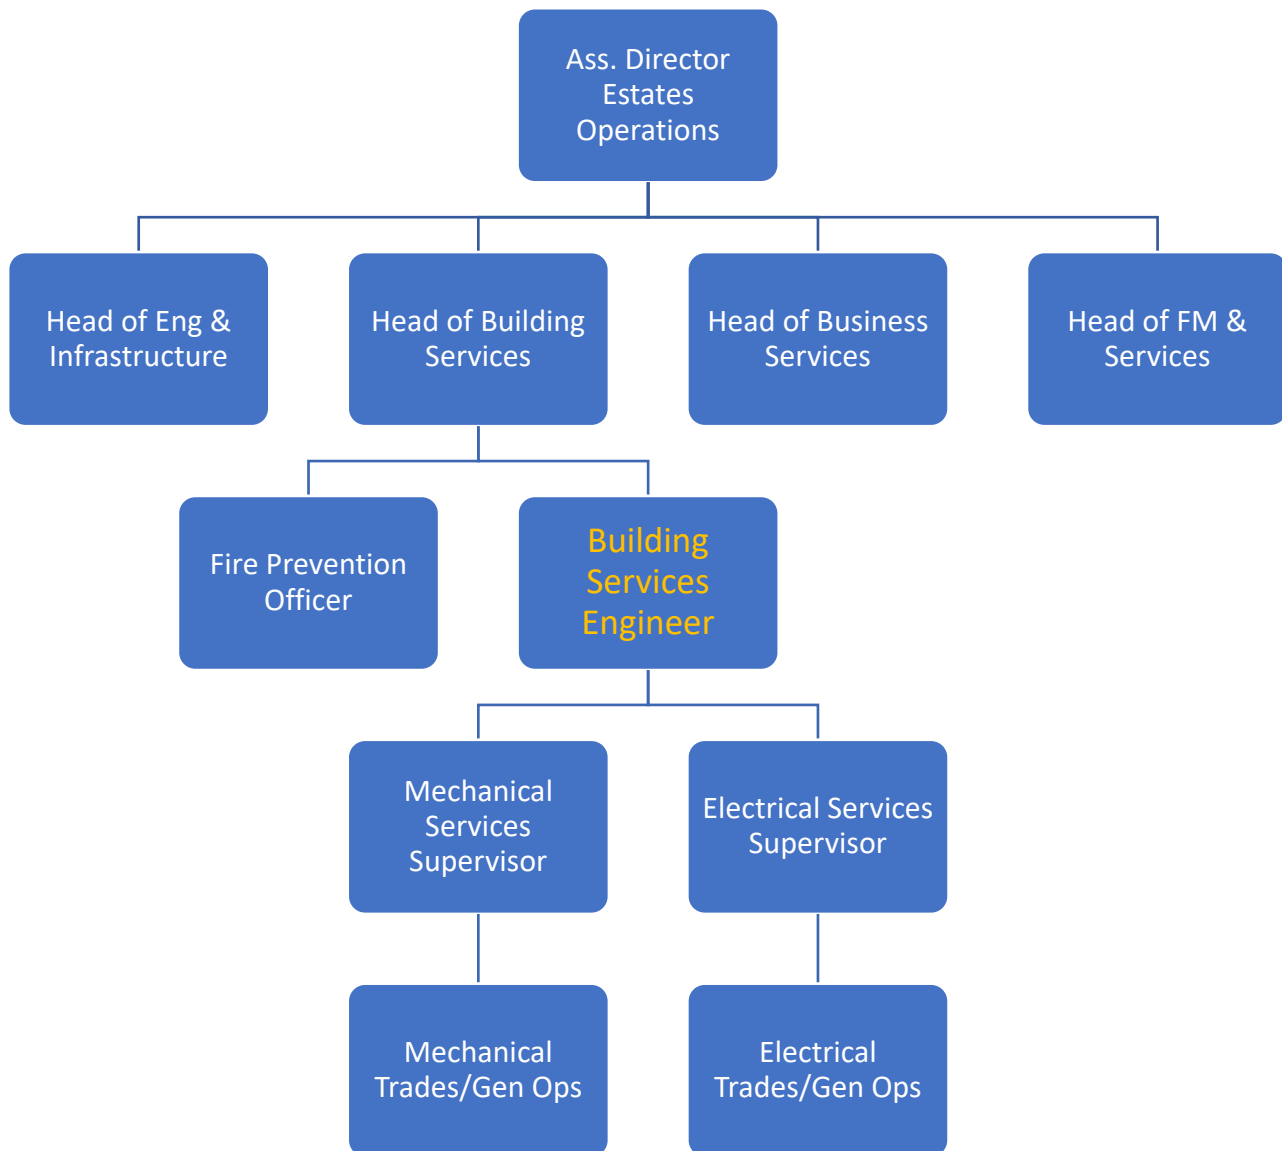 Ass. Director
Estates
Operations
Head of Eng &
Infrastructure
Head of Building
Services
Head of Business
Services
Head of FM &
Services
Fire Prevention
Officer
Building
Services
Engineer
Mechanical
Services
Supervisor
Electrical Services
Supervisor
Mechanical
Trades/Gen Ops
Electrical
Trades/Gen Ops